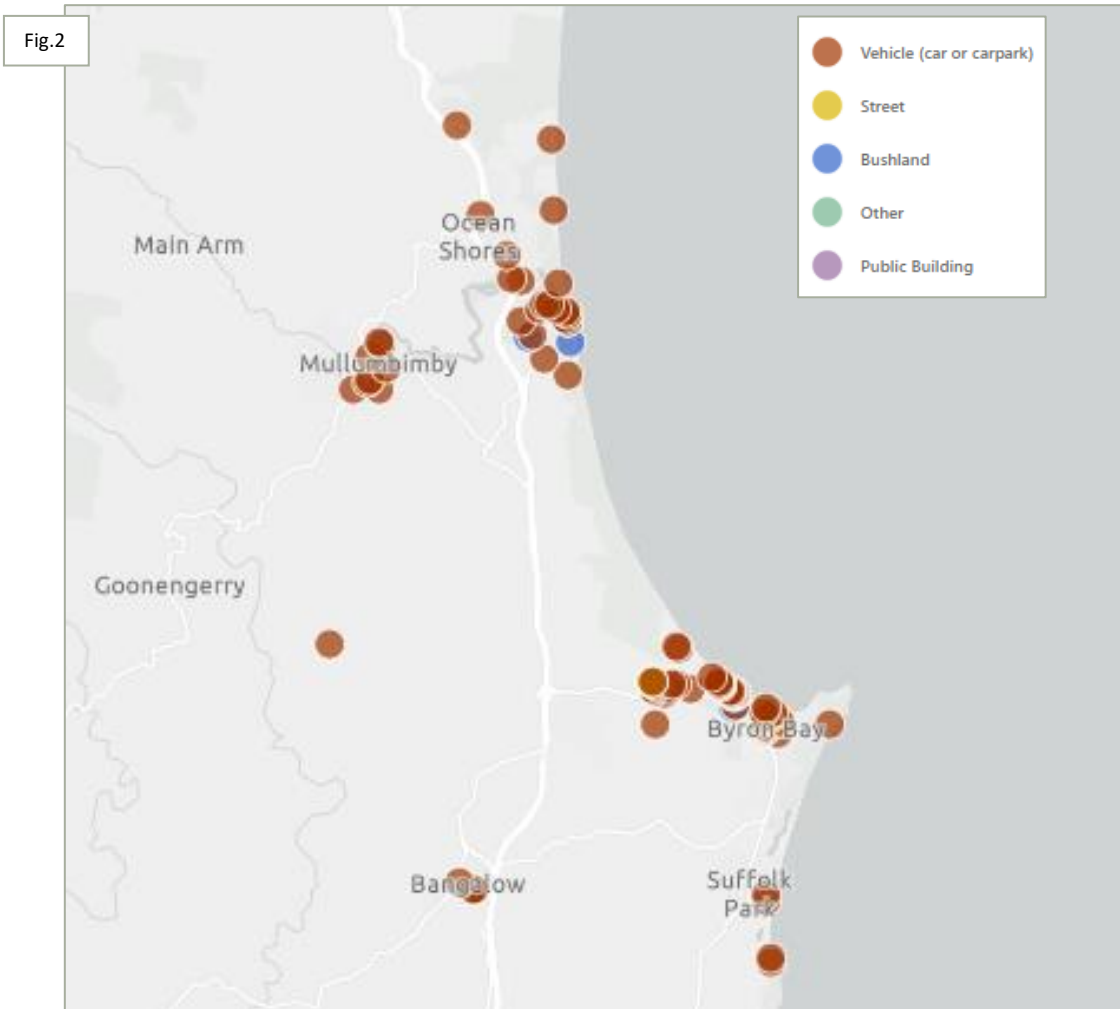 Fig.2
Vehicle (car or carpark)
Street
Bushland
Other
Public Building
Ocean
Shores
Main Arm
Mullumbimby
Goonengerry
Byron Bay
Bangalow
Suffolk
Park